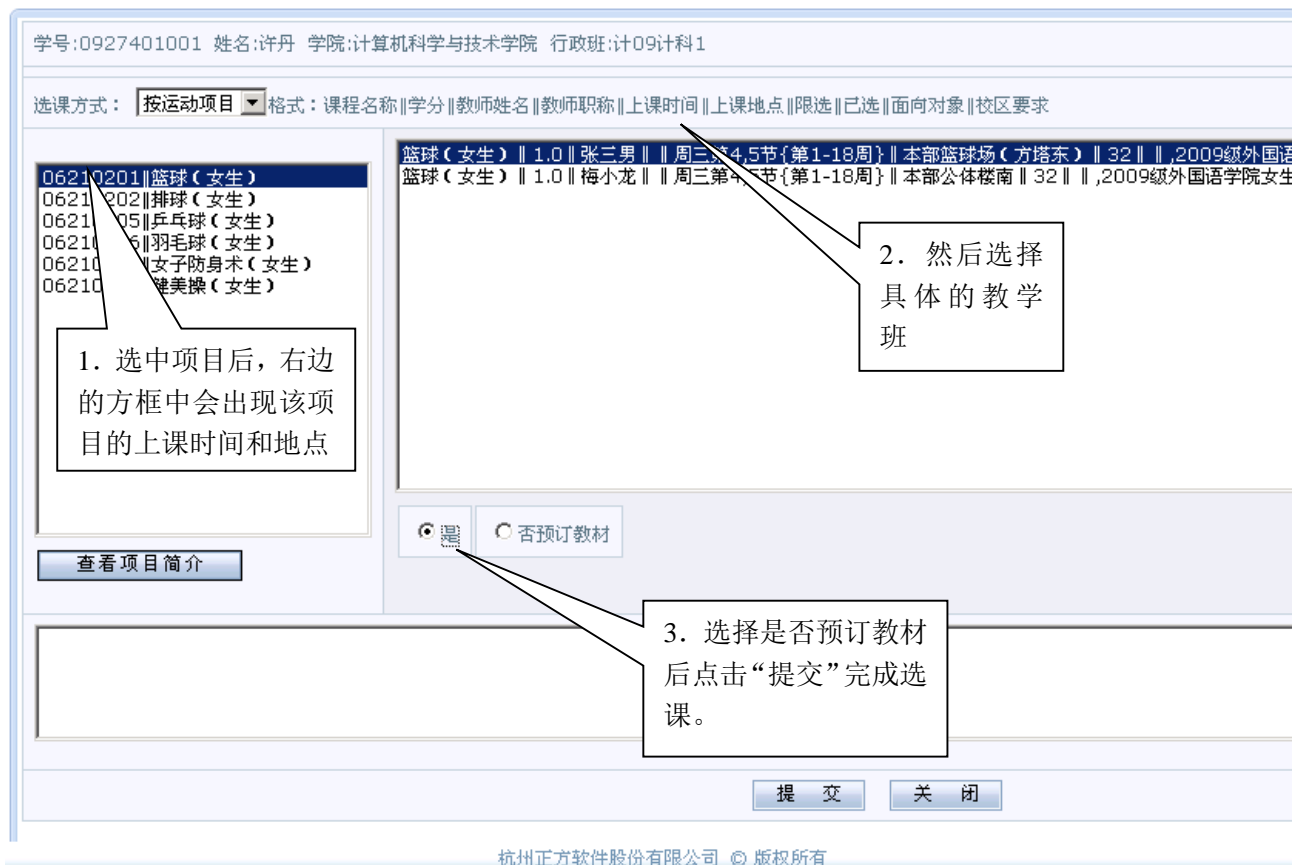 学号:0927401001 姓名:许丹 学院:计算机科学与技术学院 行政班:计09计科1
选课方式： 按运动项目 格式：课程名称||学分||教师姓名||教师职称||上课时间||上课地点||限选||已选||面向对象||校区要求
06210201||篮球(女生)
0621 202||排球(女生)
0621 05||乒乓球(女生)
0621 6||羽毛球(女生)
06210 ||女子防身术(女生)
06210 健美操(女生)
篮球(女生)||1.0||张三男|| ||周三第4,5节{第1-18周}||本部篮球场(方塔东)||32|| ||,2009级外国语
篮球(女生)||1.0||梅小龙|| ||周三第4,5节{第1-18周}||本部公体楼南||32|| ||,2009级外国语学院女生
1．选中项目后，右边
的方框中会出现该项
目的上课时间和地点
2．然后选择
具体的教学
班
查看项目简介
是 否预订教材
3．选择是否预订教材
后点击“提交”完成选
课。
提 交 关 闭
杭州正方软件股份有限公司 © 版权所有